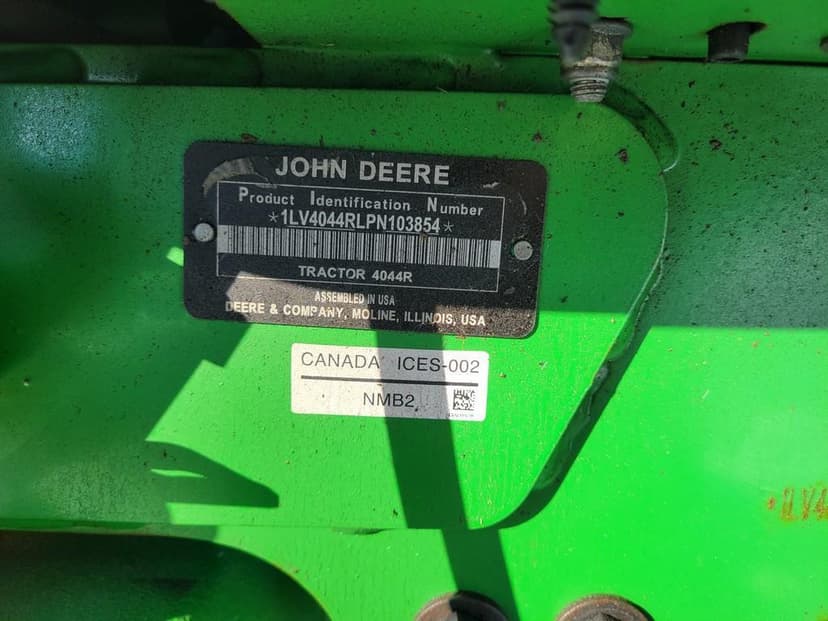 JOHN DEERE
Product Identification Number
*1LV4044RLPN103854*
TRACTOR 4044R
ASSEMBLED IN USA
DEERE & COMPANY, MOLINE, ILLINOIS, USA
CANADA ICES-002
NMB2
1LV4